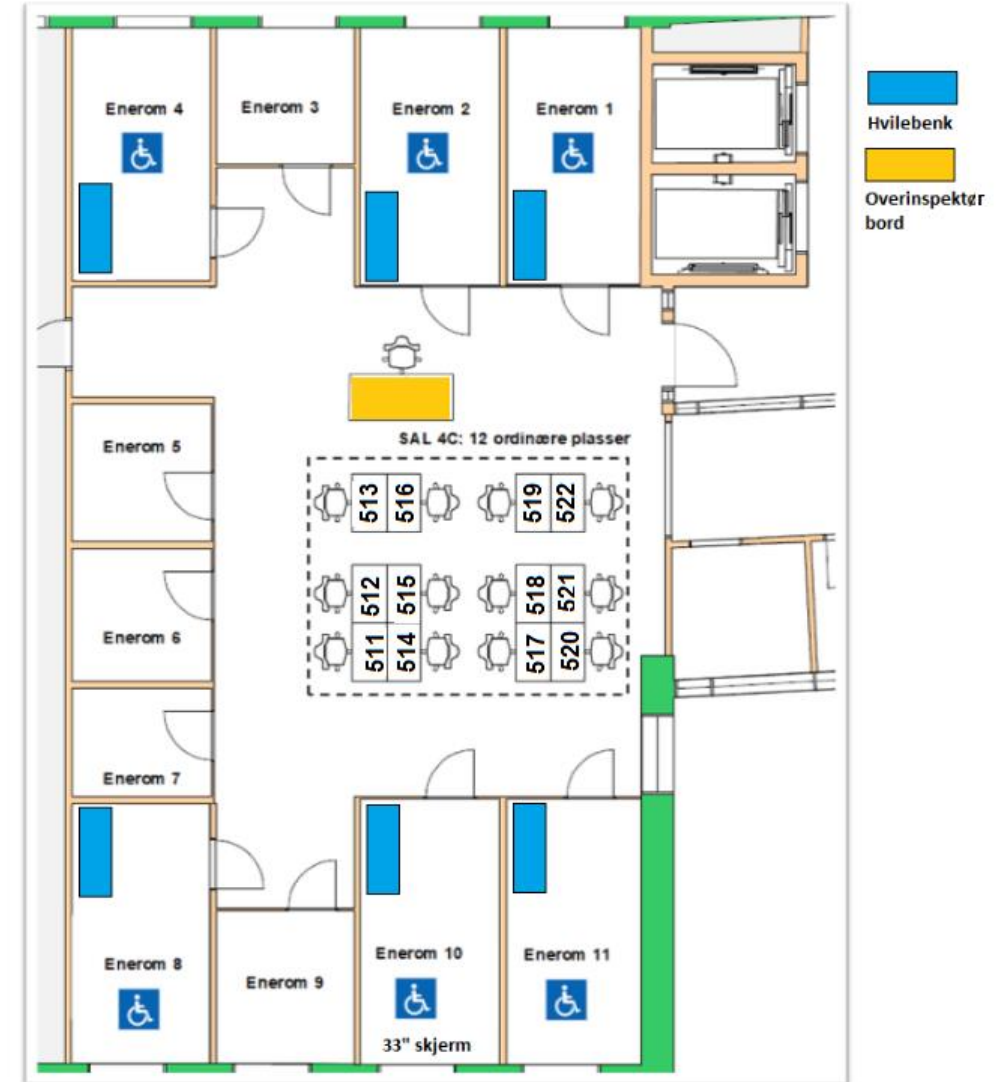 Enerom 4
Enerom 3
Enerom 2
Enerom 1
Hvilebenk
Overinspektør
bord
SAL 4C: 12 ordinære plasser
Enerom 5
513 516 519 522
512 515 518 521
Enerom 6
511 514 517 520
Enerom 7
Enerom 8
Enerom 9
Enerom 10
Enerom 11
33" skjerm